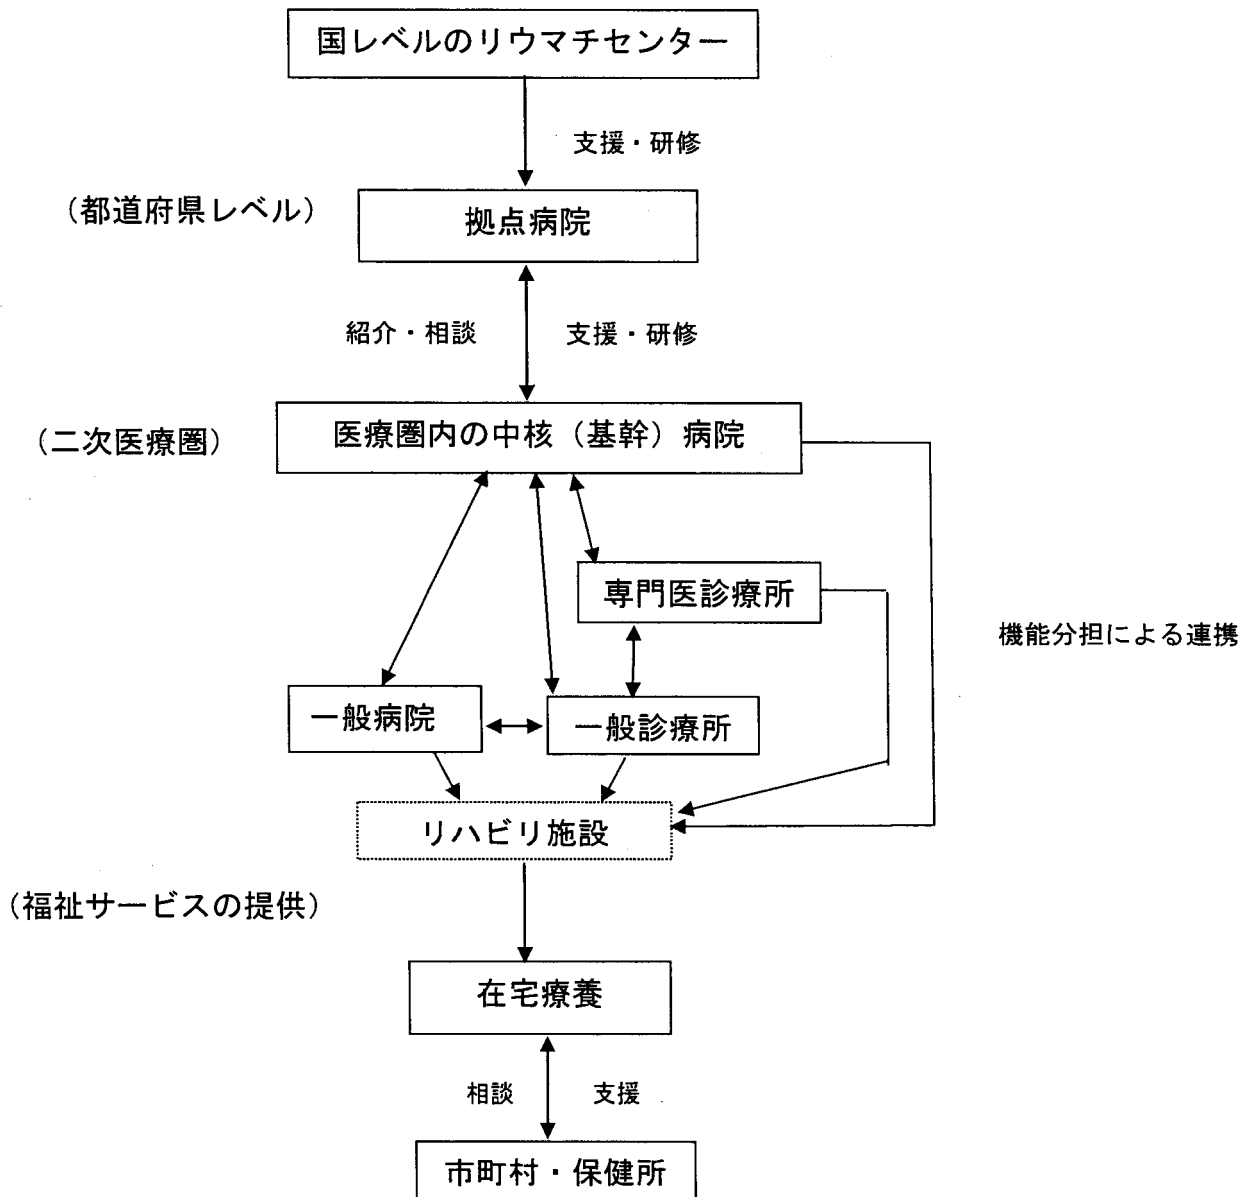 国レベルのリウマチセンター
支援・研修
（都道府県レベル）
拠点病院
紹介・相談
支援・研修
（二次医療圏）
医療圏内の中核（基幹）病院
専門医診療所
機能分担による連携
一般病院
一般診療所
リハビリ施設
（福祉サービスの提供）
在宅療養
相談
支援
市町村・保健所